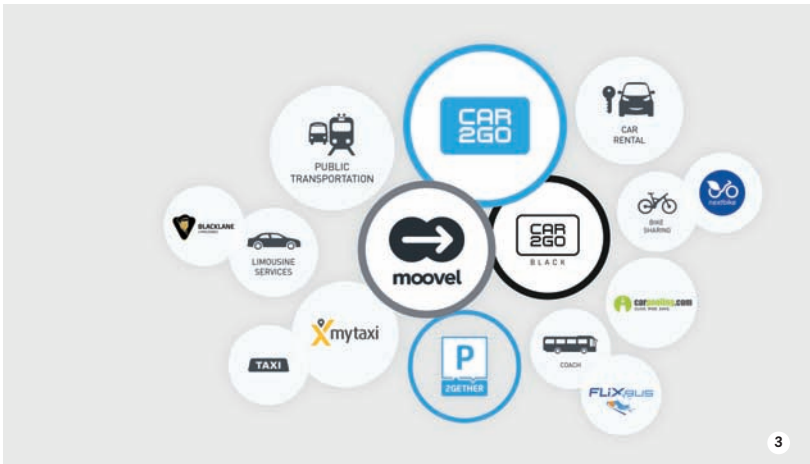 CAR
2GO
PUBLIC
TRANSPORTATION
CAR
RENTAL
BLACKLANE
LIMOUSINE
SERVICES
moovel
CAR
2GO
BLACK
BIKE
SHARING
nextbike
carpooling.com
mytaxi
TAXI
P
2GETHER
COACH
FLiXBUS
3